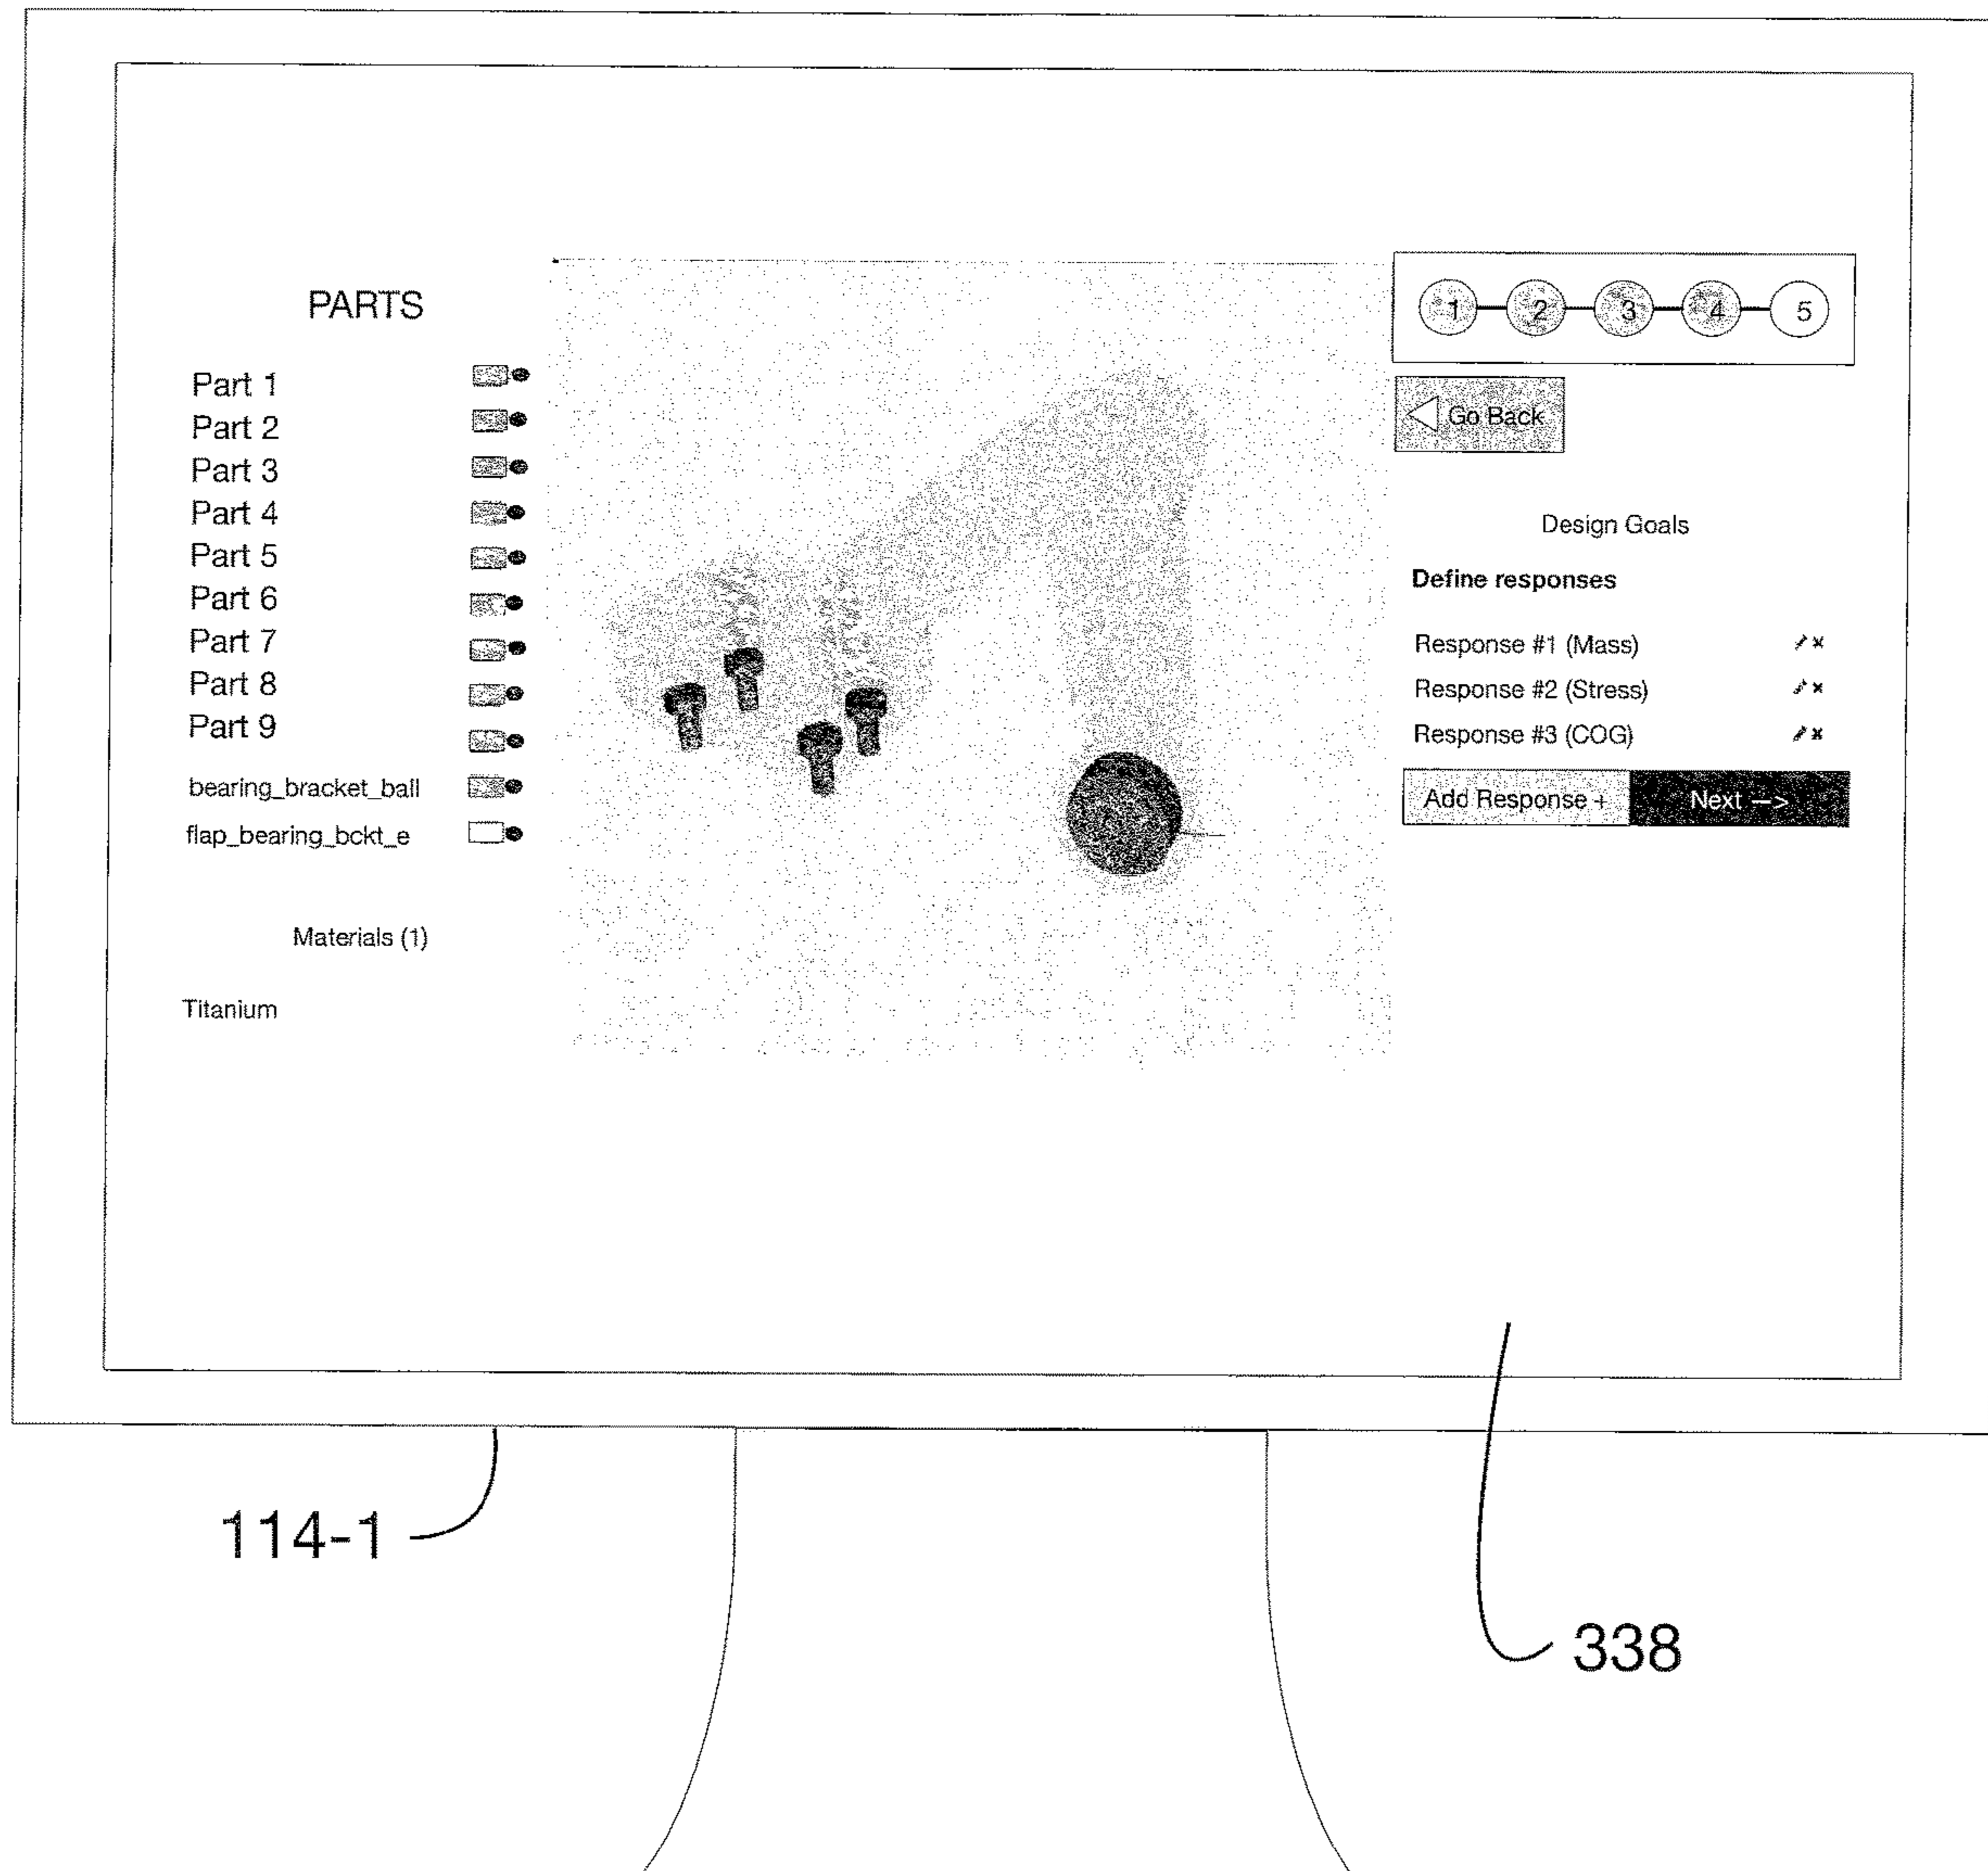 PARTS
Part 1
Part 2
Part 3
Part 4
Part 5
Part 6
Part 7
Part 8
Part 9
bearing_bracket_ball
flap_bearing_bckt_e
Materials (1)
Titanium
1 2 3 4 5
Go Back
Design Goals
Define responses
Response #1 (Mass)
Response #2 (Stress)
Response #3 (COG)
Add Response + Next —>
114-1
338